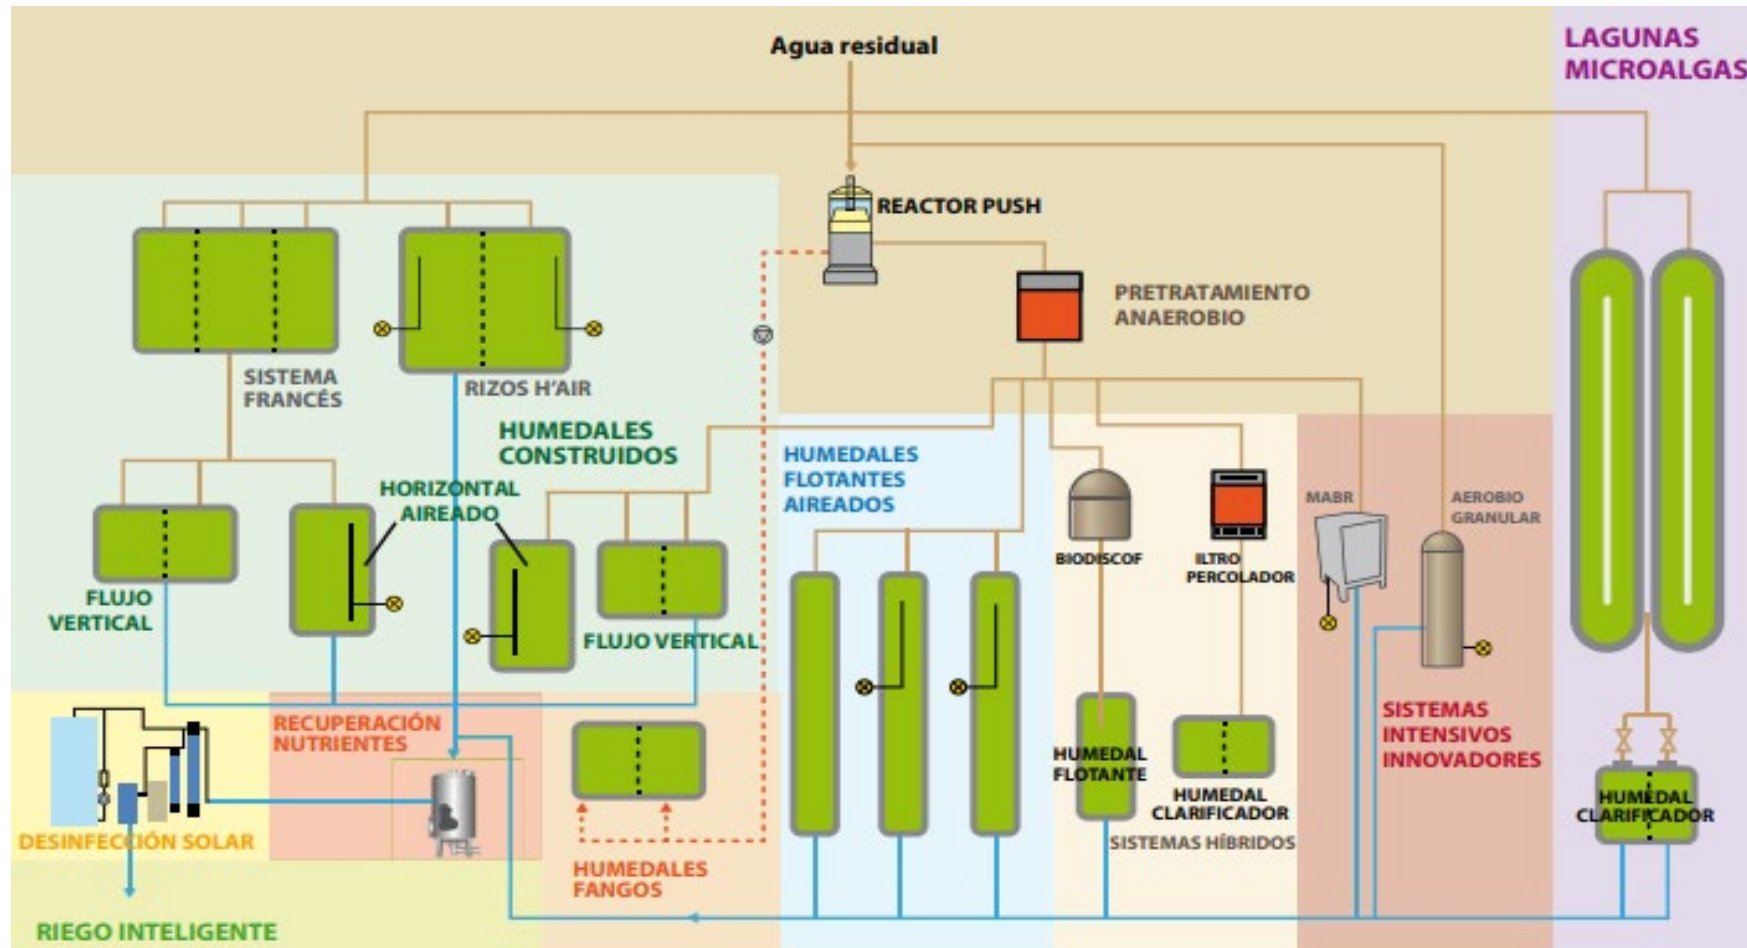 Agua residual
LAGUNAS
MICROALGAS
REACTOR PUSH
PRETRATAMIENTO
ANAEROBIO
SISTEMA
FRANCÉS
RIZOS H'AIR
HUMEDALES
CONSTRUIDOS
HORIZONTAL
AIREADO
HUMEDALES
FLOTANTES
AIREADOS
MABR
AEROBIO
GRANULAR
BIODISCOF
ILTRO
PERCOLADOR
FLUJO
VERTICAL
FLUJO VERTICAL
RECUPERACIÓN
NUTRIENTES
SISTEMAS
INTENSIVOS
INNOVADORES
HUMEDAL
FLOTANTE
HUMEDAL
CLARIFICADOR
SISTEMAS HÍBRIDOS
HUMEDAL
CLARIFICADOR
DESINFECCIÓN SOLAR
HUMEDALES
FANGOS
RIEGO INTELIGENTE